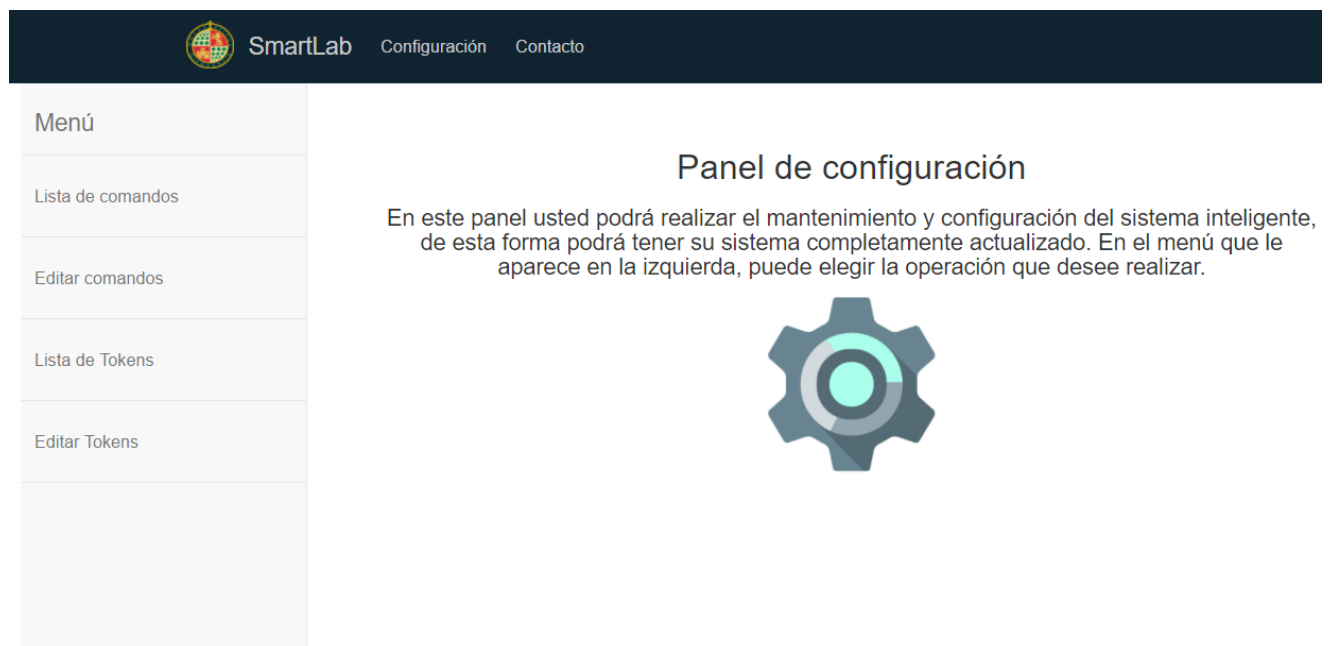 SmartLab Configuración Contacto
Menú
Lista de comandos
Editar comandos
Lista de Tokens
Editar Tokens
Panel de configuración
En este panel usted podrá realizar el mantenimiento y configuración del sistema inteligente,
de esta forma podrá tener su sistema completamente actualizado. En el menú que le
aparece en la izquierda, puede elegir la operación que desee realizar.